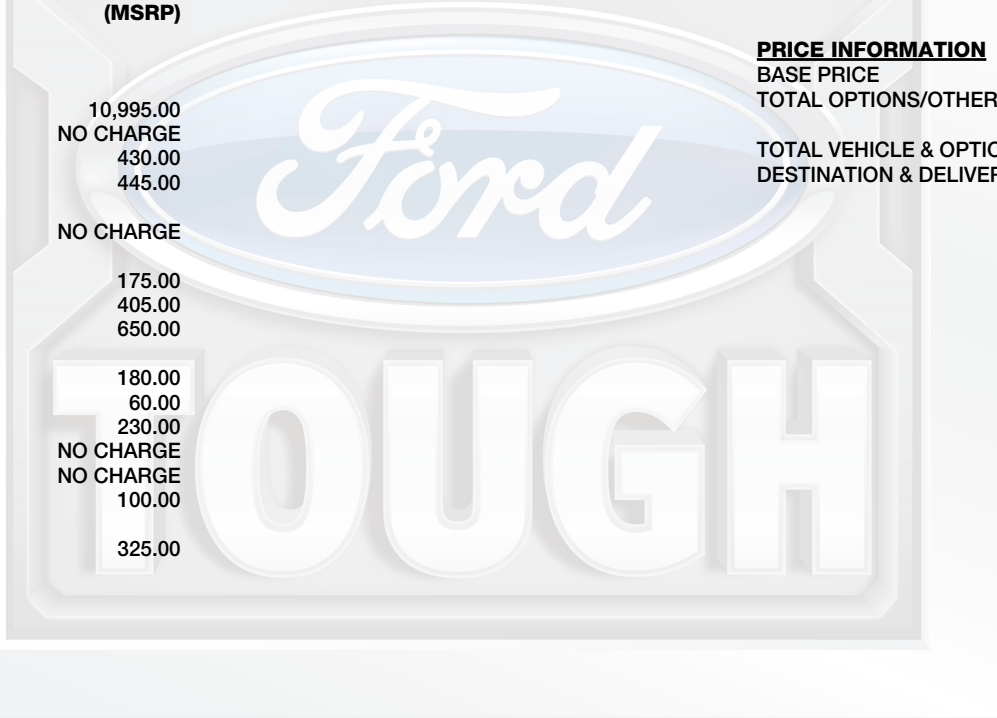 (MSRP)
10,995.00
NO CHARGE
430.00
445.00
NO CHARGE
175.00
405.00
650.00
180.00
60.00
230.00
NO CHARGE
NO CHARGE
100.00
325.00
PRICE INFORMATION
BASE PRICE
TOTAL OPTIONS/OTHER
TOTAL VEHICLE & OPTIO
DESTINATION & DELIVER
Ford
TOUGH